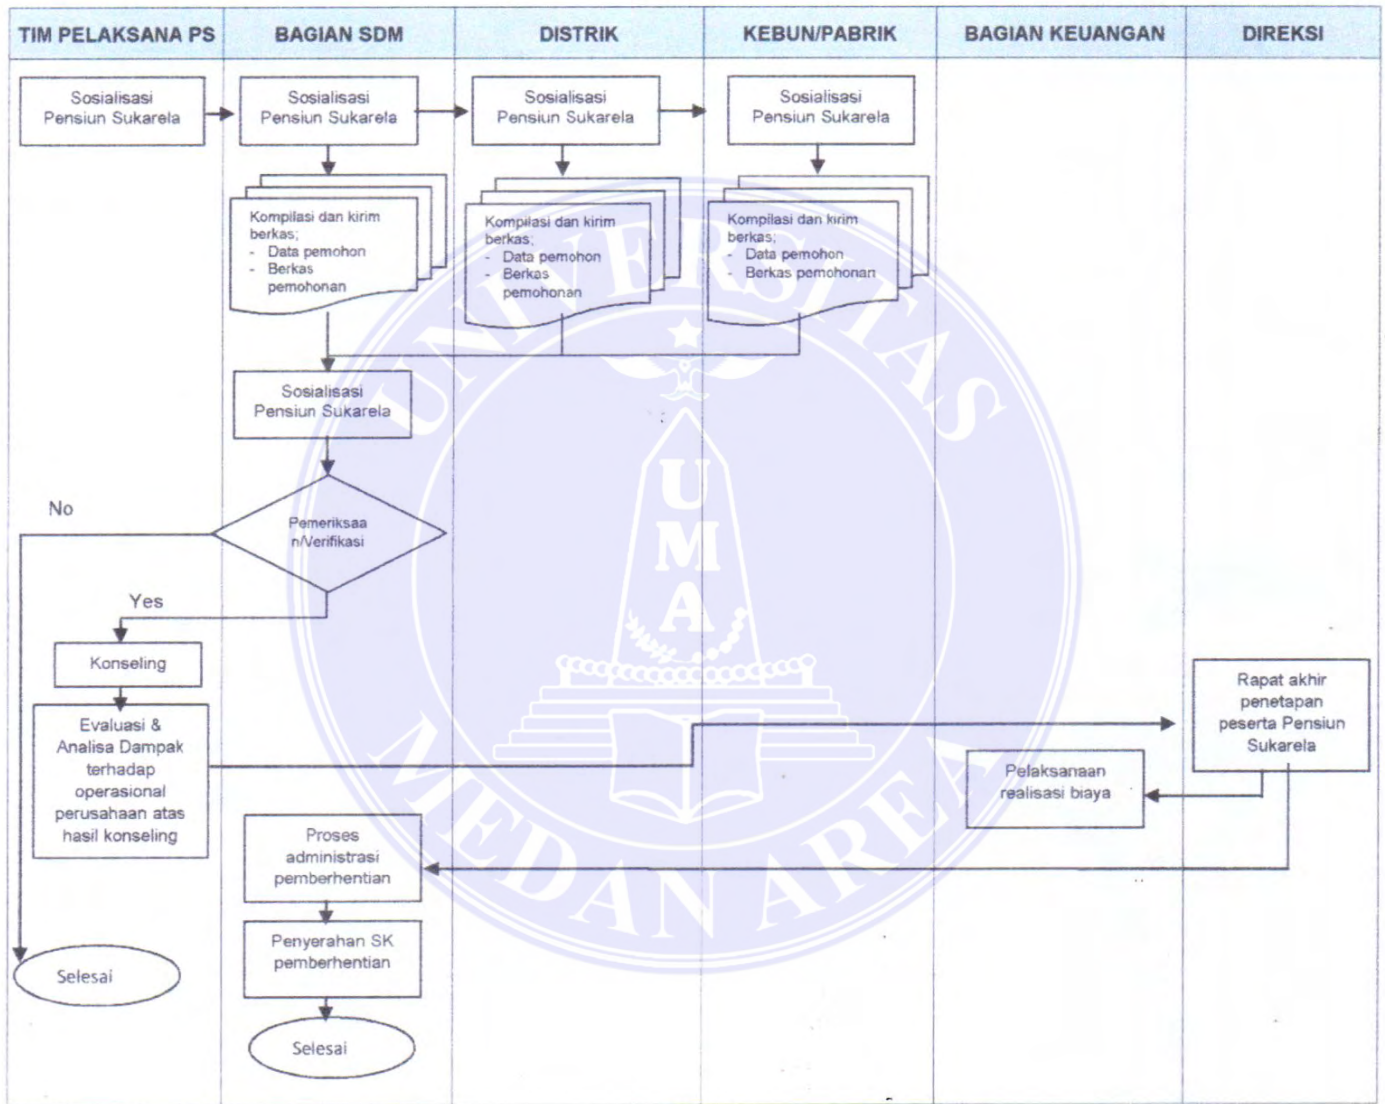 TIM PELAKSANA PS
BAGIAN SDM
DISTRIK
KEBUN/PABRIK
BAGIAN KEUANGAN
DIREKSI
Sosialisasi
Pensiun Sukarela
Sosialisasi
Pensiun Sukarela
Sosialisasi
Pensiun Sukarela
Sosialisasi
Pensiun Sukarela
Kompilasi dan kirim
berkas;
- Data pemohon
- Berkas
pemohonan
Kompilasi dan kirim
berkas;
- Data pemohon
- Berkas
pemohonan
Kompilasi dan kirim
berkas;
- Data pemohon
- Berkas pemohonan
Sosialisasi
Pensiun Sukarela
Pemeriksaa
n/Verifikasi
No
Yes
Konseling
Evaluasi &
Analisa Dampak
terhadap
operasional
perusahaan atas
hasil konseling
Rapat akhir
penetapan
peserta Pensiun
Sukarela
Pelaksanaan
realisasi biaya
Proses
administrasi
pemberhentian
Penyerahan SK
pemberhentian
Selesai
Selesai
UNIVERSITAS
MEDAN AREA
U
M
A